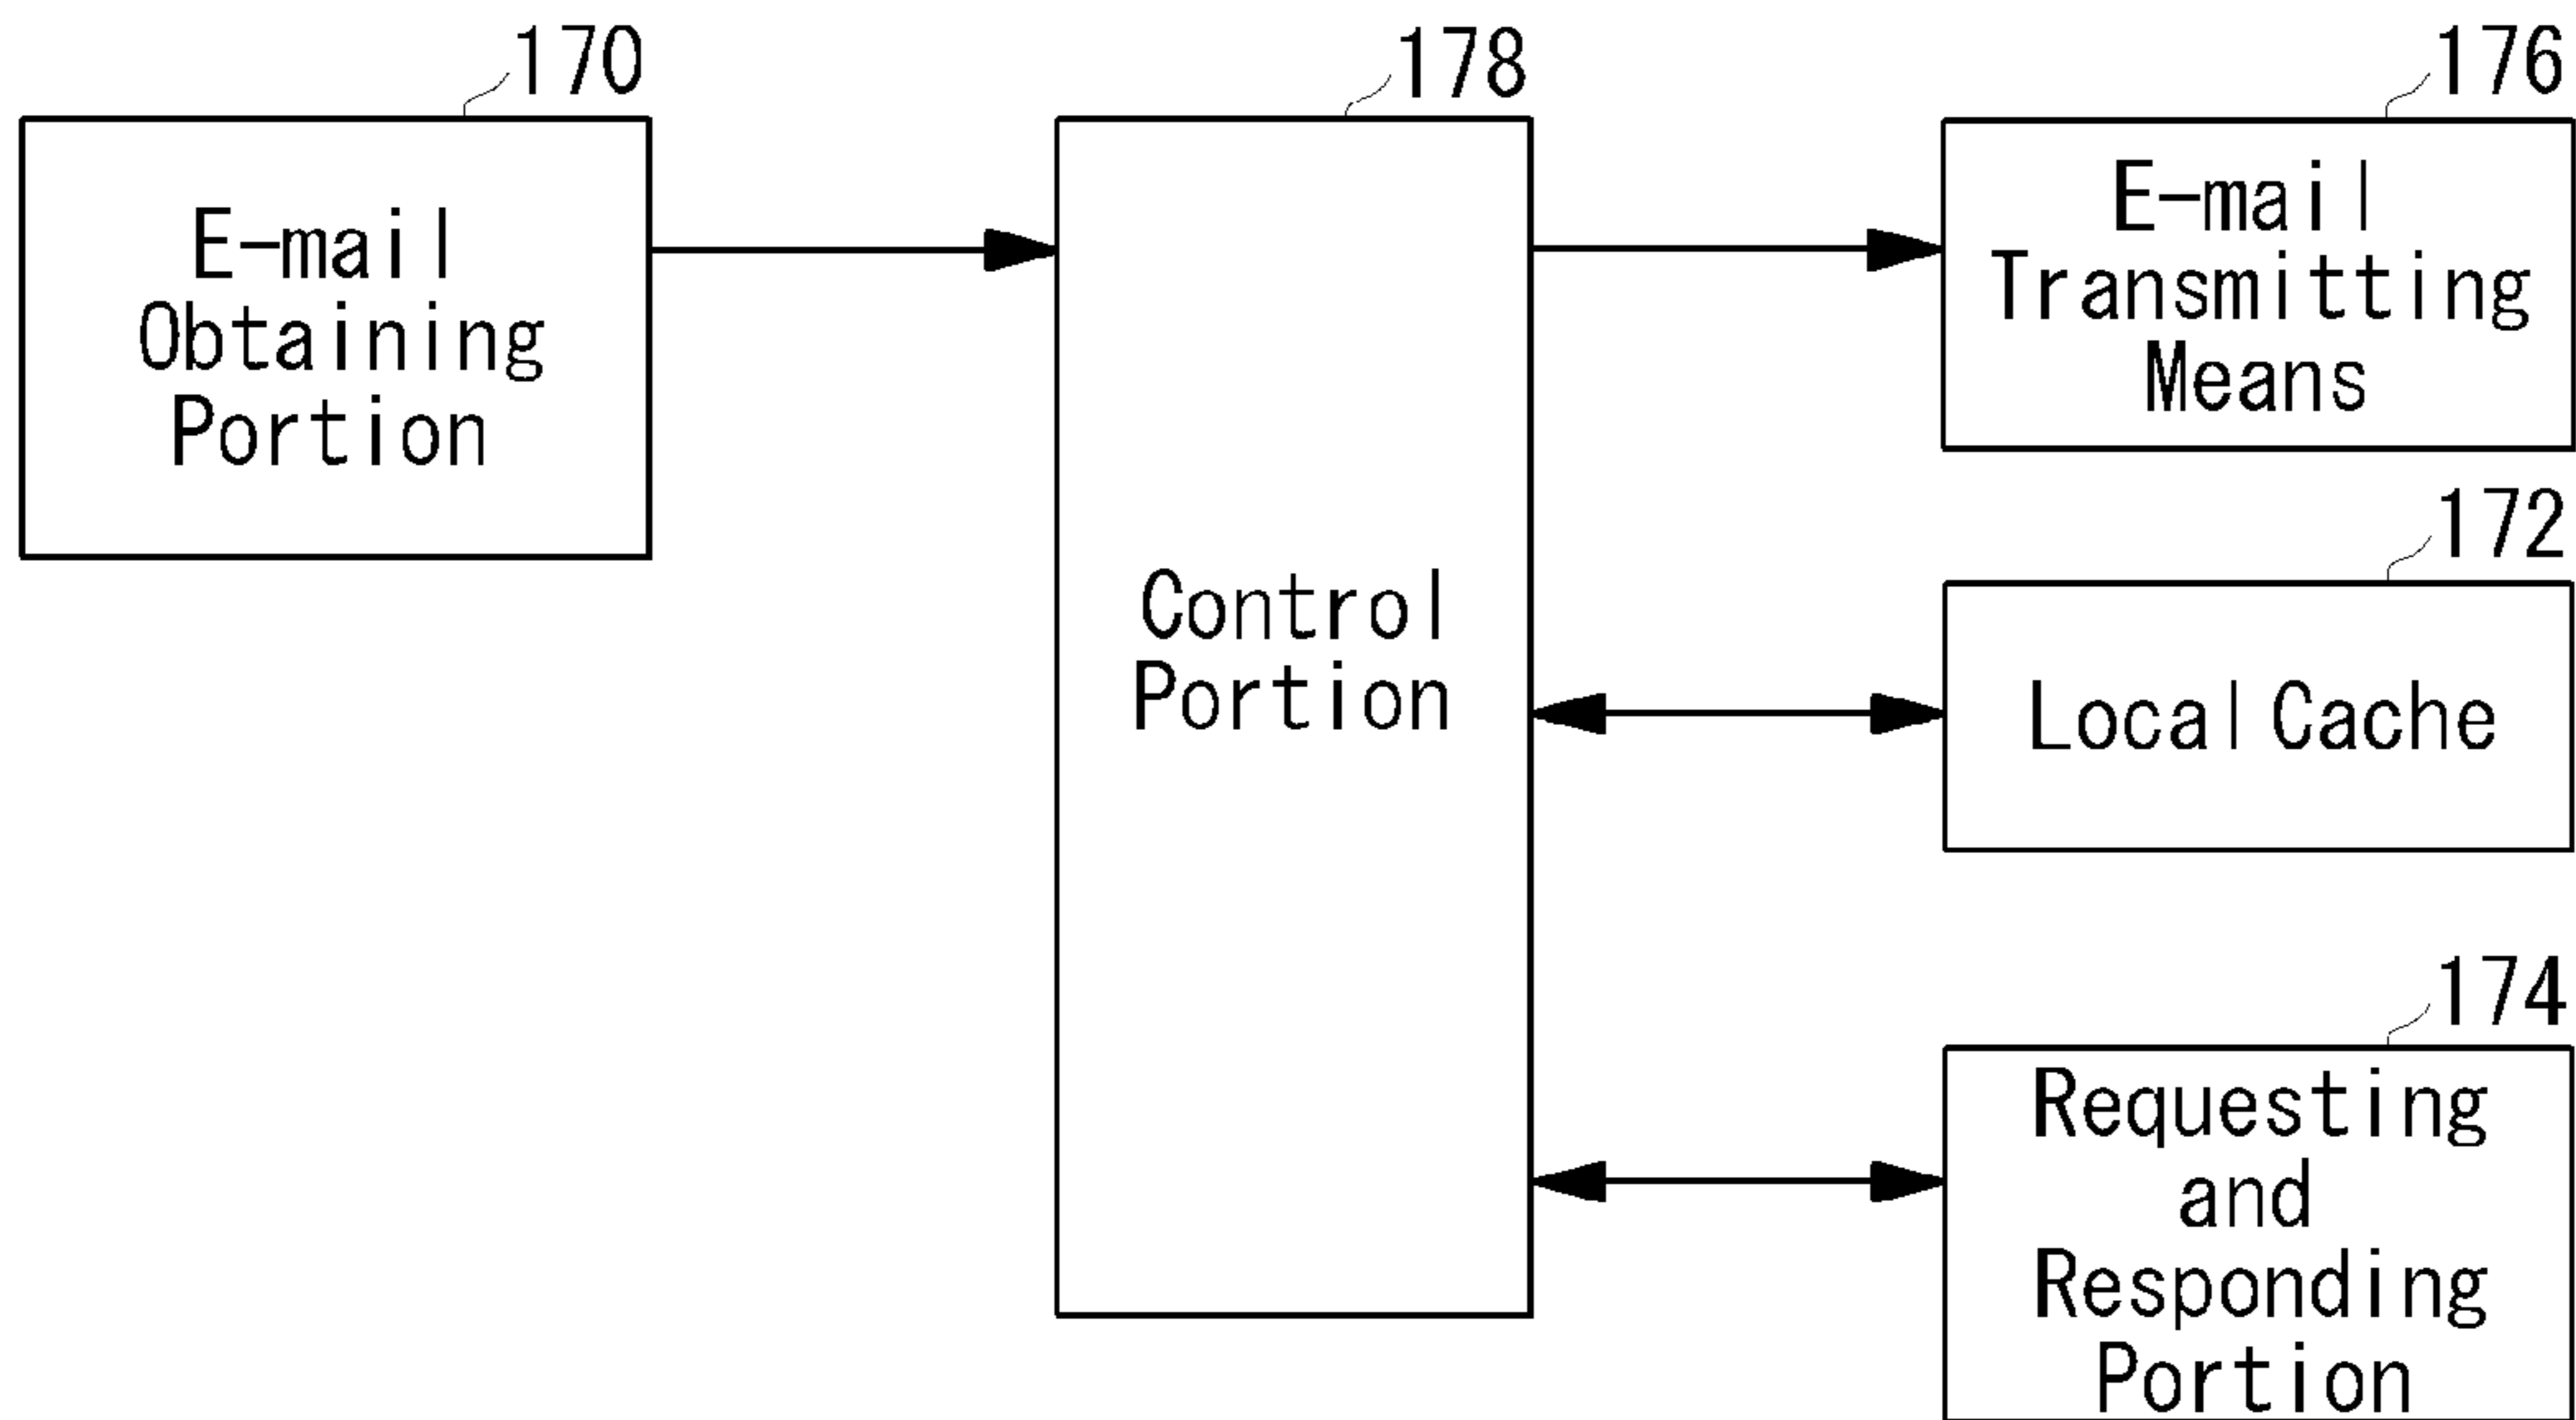 170
E-mail
Obtaining
Portion
178
Control
Portion
176
E-mail
Transmitting
Means
172
Local Cache
174
Requesting
and
Responding
Portion